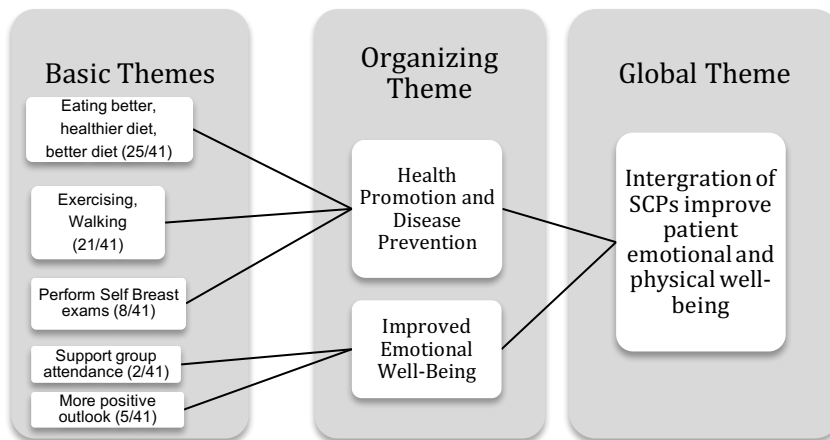 Basic Themes
Eating better,
healthier diet,
better diet (25/41)
Exercising,
Walking
(21/41)
Perform Self Breast
exams (8/41)
Support group
attendance (2/41)
More positive
outlook (5/41)
Organizing
Theme
Health
Promotion and
Disease
Prevention
Improved
Emotional
Well-Being
Global Theme
Intergration of
SCPs improve
patient
emotional and
physical well-
being